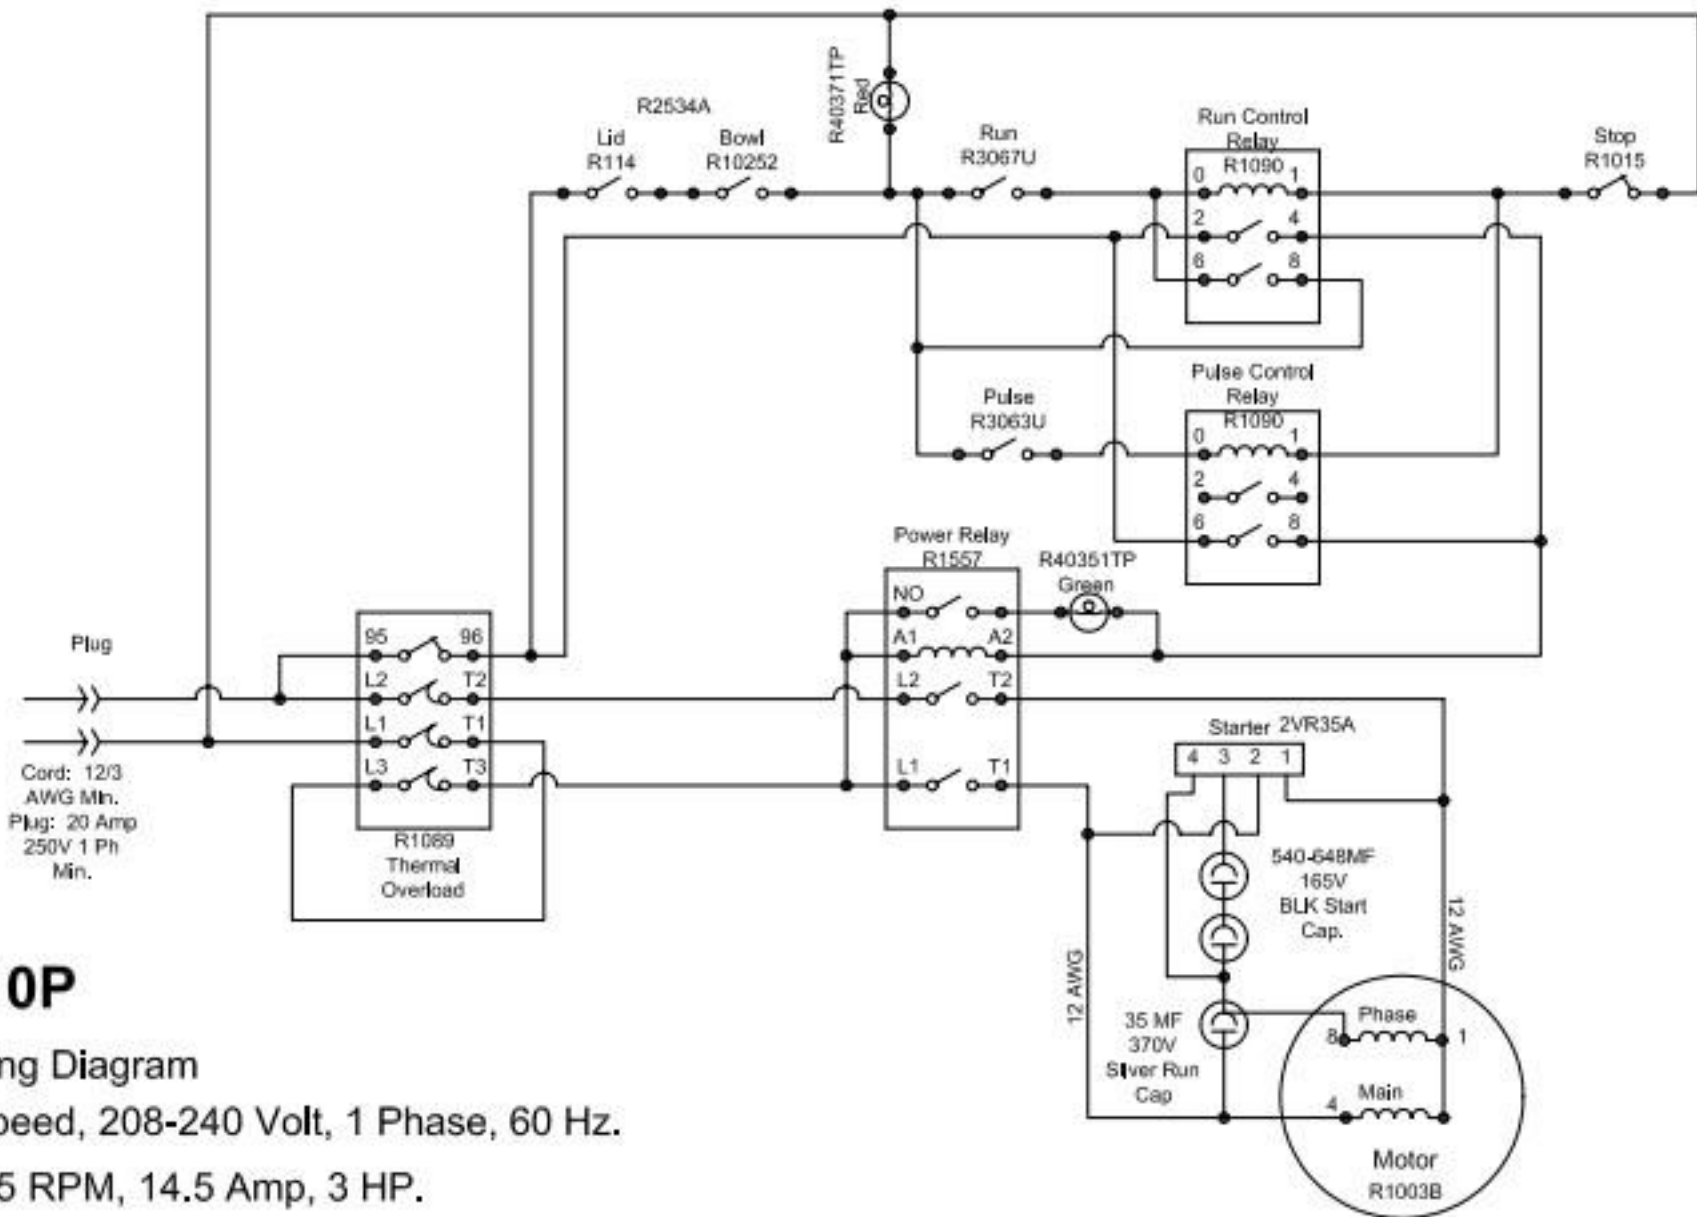 R40371TP
Red
R2534A
Lid
R114
Bowl
R10252
Run
R3067U
Run Control
Relay
R1090
0 1
2 4
6 8
Stop
R1015
Pulse
R3063U
Pulse Control
Relay
R1090
0 1
2 4
6 8
Power Relay
R1557
R40351TP
Green
NO
A1 A2
L2 T2
L1 T1
Plug
95 96
L2 T2
L1 T1
L3 T3
R1089
Thermal
Overload
Cord: 12/3
AWG Min.
Plug: 20 Amp
250V 1 Ph
Min.
Starter 2VR35A
4 3 2 1
540-648MF
165V
BLK Start
Cap.
12 AWG
12 AWG
35 MF
370V
Silver Run
Cap
Phase
8 1
Main
4
Motor
R1003B
0P
ng Diagram
peed, 208-240 Volt, 1 Phase, 60 Hz.
5 RPM, 14.5 Amp, 3 HP.